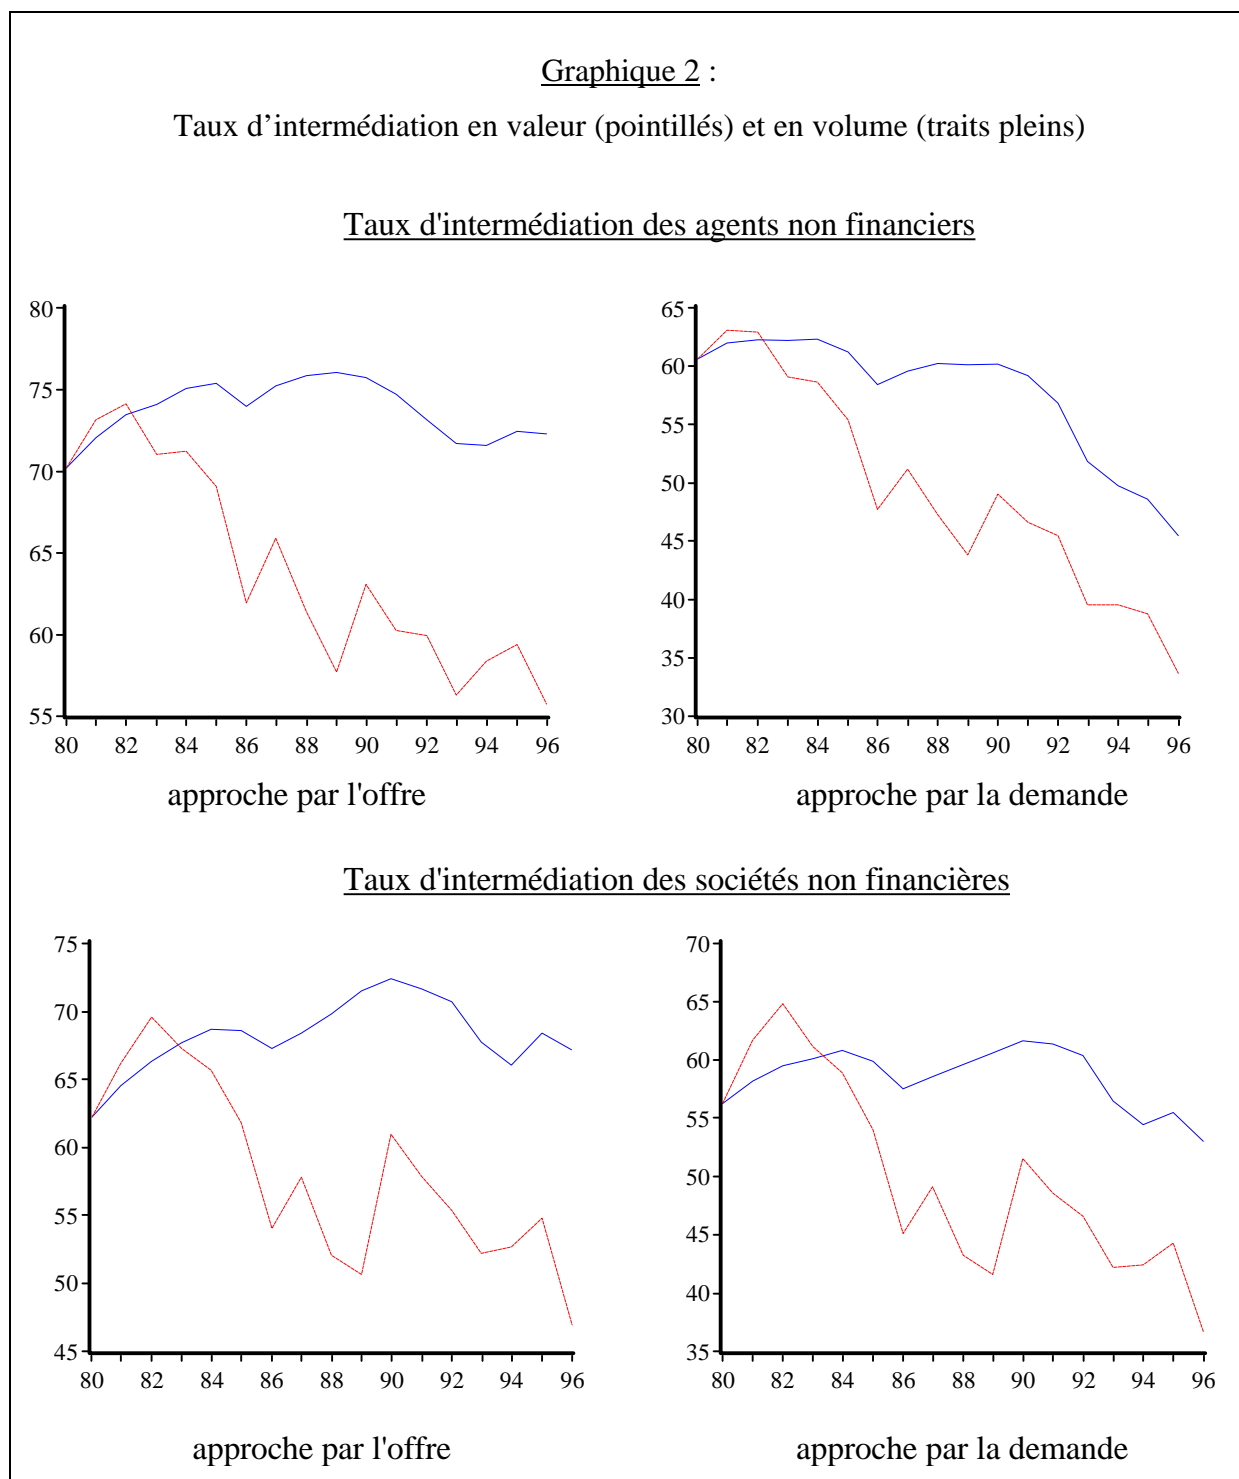 Graphique 2 :
Taux d’intermédiation en valeur (pointillés) et en volume (traits pleins)
Taux d'intermédiation des agents non financiers
80
75
70
65
60
55
80 82 84 86 88 90 92 94 96
approche par l'offre
65
60
55
50
45
40
35
30
80 82 84 86 88 90 92 94 96
approche par la demande
Taux d'intermédiation des sociétés non financières
75
70
65
60
55
50
45
80 82 84 86 88 90 92 94 96
approche par l'offre
70
65
60
55
50
45
40
35
80 82 84 86 88 90 92 94 96
approche par la demande